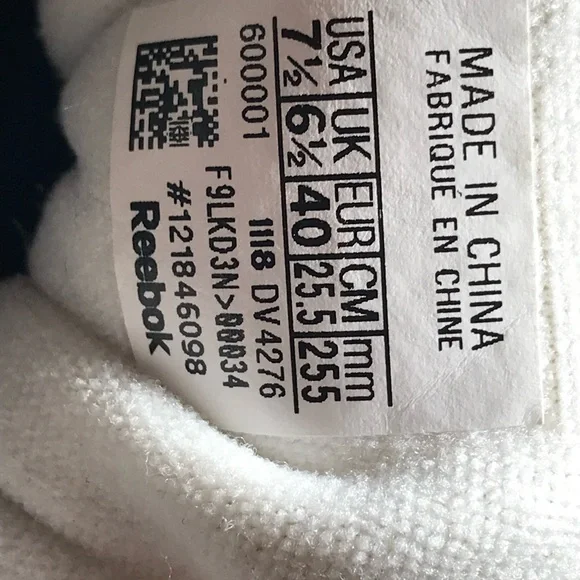 MADE IN CHINA
FABRIQUÉ EN CHINE
USA UK EUR CM mm
7½ 6½ 40 25.5 255
600001 1118 DV4276
F9LKD3N>00034
#121846098
Reebok